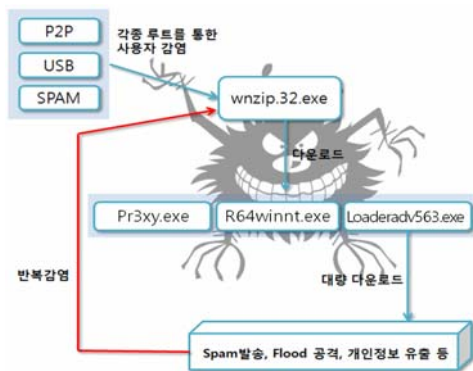 P2P
USB
SPAM
각종 루트를 통한
사용자 감염
wnzip.32.exe
다운로드
Pr3xy.exe
R64winnt.exe
Loaderadv563.exe
반복감염
대량 다운로드
Spam발송, Flood 공격, 개인정보 유출 등